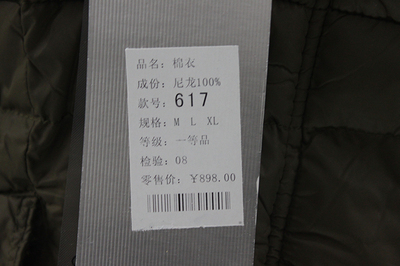 品名：棉衣
成份：尼龙100%
款号：617
规格：M L XL
等级：一等品
检验：08
零售价：￥898.00